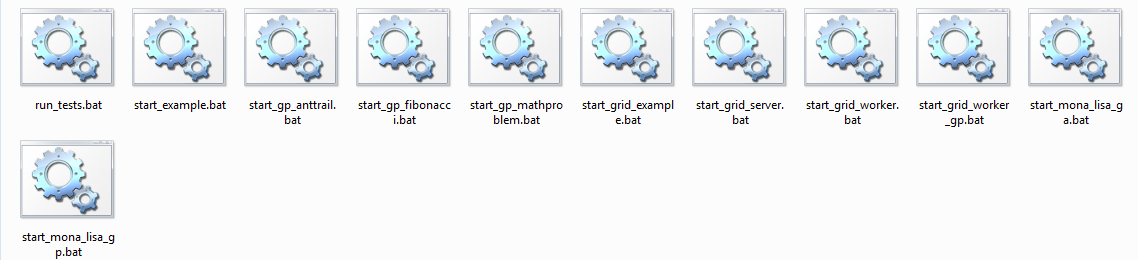 run_tests.bat
start_example.bat
start_gp_anttrail.
bat
start_gp_fibonacc
i.bat
start_gp_mathpro
blem.bat
start_grid_exampl
e.bat
start_grid_server.
bat
start_grid_worker.
bat
start_grid_worker
_gp.bat
start_mona_lisa_g
a.bat
start_mona_lisa_g
p.bat